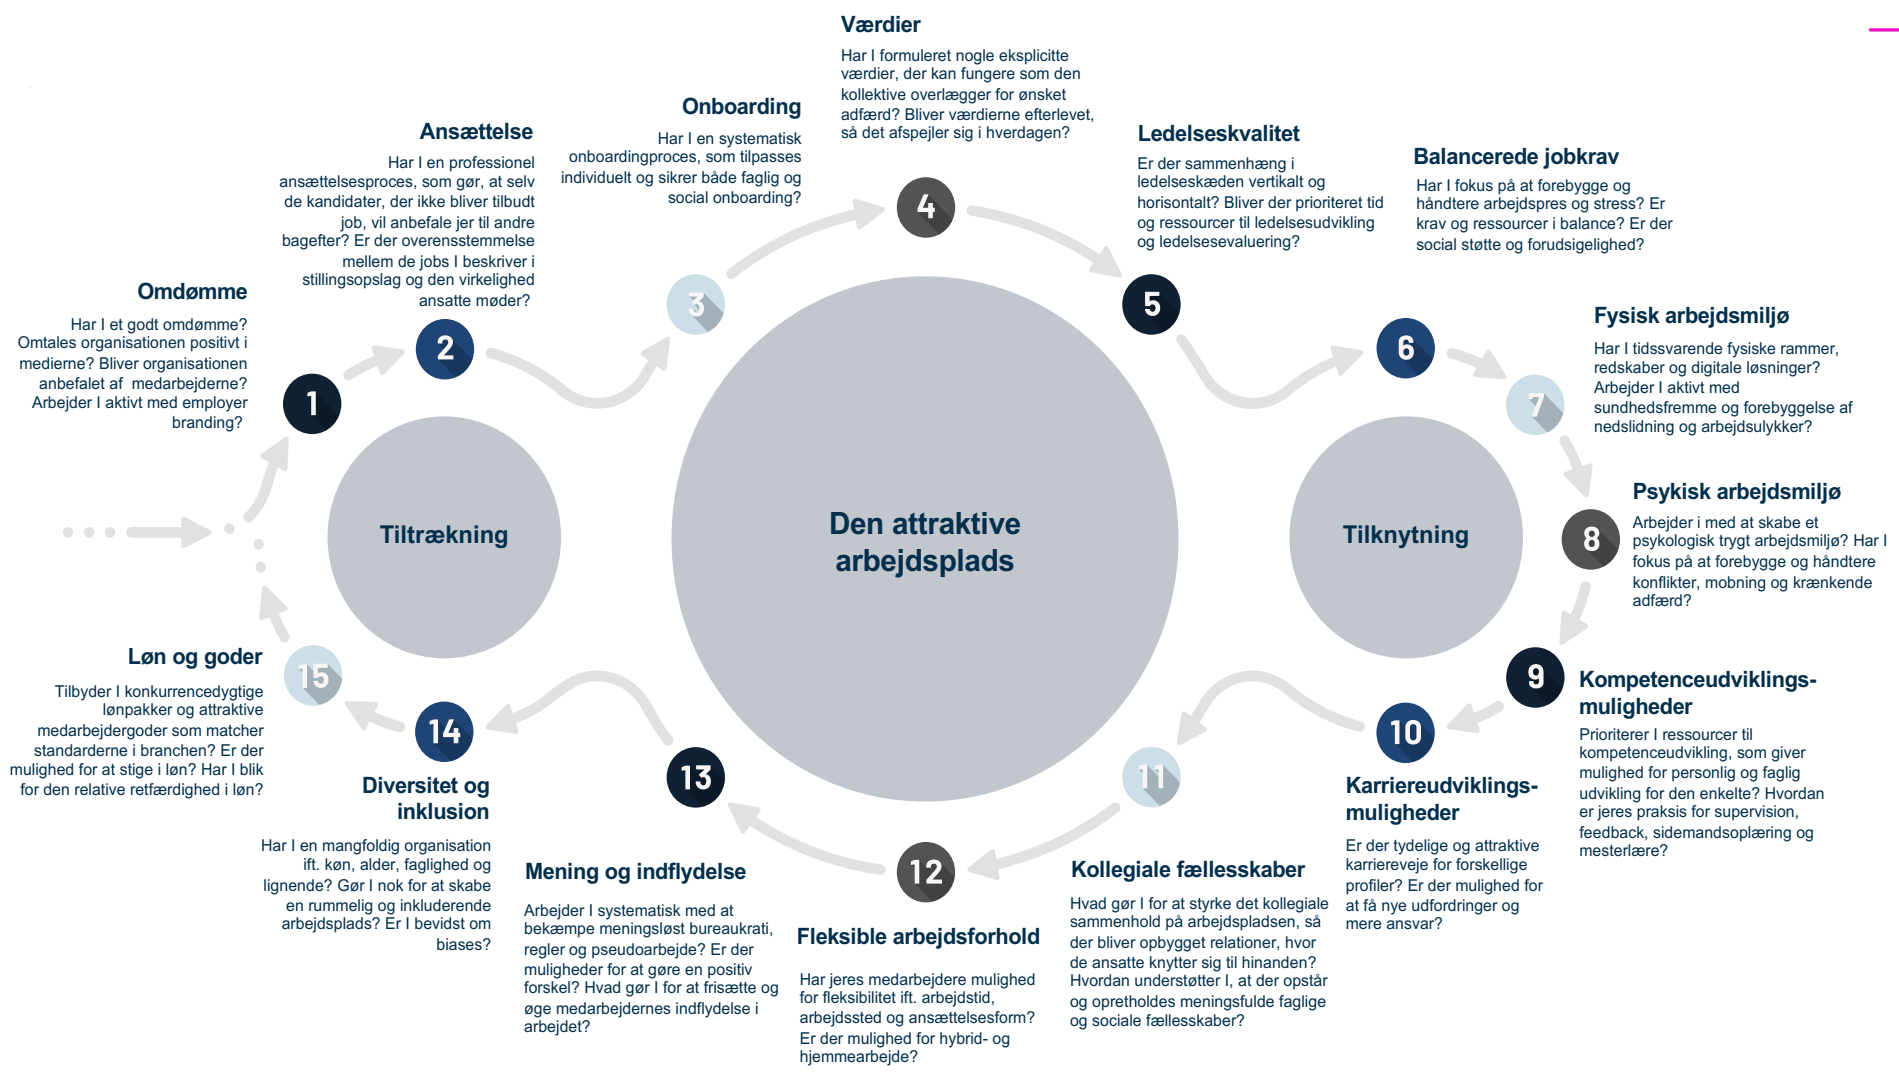 Værdier
Har I formuleret nogle eksplicitte
værdier, der kan fungere som den
kollektive overlægger for ønsket
adfærd? Bliver værdierne efterlevet,
så det afspejler sig i hverdagen?
Onboarding
Har I en systematisk
onboardingproces, som tilpasses
individuelt og sikrer både faglig og
social onboarding?
Ansættelse
Har I en professionel
ansættelsesproces, som gør, at selv
de kandidater, der ikke bliver tilbudt
job, vil anbefale jer til andre
bagefter? Er der overensstemmelse
mellem de jobs I beskriver i
stillingsopslag og den virkelighed
ansatte møder?
Omdømme
Har I et godt omdømme?
Omtales organisationen positivt i
medierne? Bliver organisationen
anbefalet af medarbejderne?
Arbejder I aktivt med employer
branding?
Ledelseskvalitet
Er der sammenhæng i
ledelseskæden vertikalt og
horisontalt? Bliver der prioriteret tid
og ressourcer til ledelsesudvikling
og ledelsesevaluering?
Balancerede jobkrav
Har I fokus på at forebygge og
håndtere arbejdspres og stress? Er
krav og ressourcer i balance? Er der
social støtte og forudsigelighed?
Fysisk arbejdsmiljø
Har I tidssvarende fysiske rammer,
redskaber og digitale løsninger?
Arbejder I aktivt med
sundhedsfremme og forebyggelse af
nedslidning og arbejdsulykker?
Psykisk arbejdsmiljø
Arbejder i med at skabe et
psykologisk trygt arbejdsmiljø? Har I
fokus på at forebygge og håndtere
konflikter, mobning og krænkende
adfærd?
1
2
3
4
5
6
7
8
Tiltrækning
Den attraktive
arbejdsplads
Tilknytning
9
10
11
12
13
14
15
Kompetenceudviklings-
muligheder
Prioriterer I ressourcer til
kompetenceudvikling, som giver
mulighed for personlig og faglig
udvikling for den enkelte? Hvordan
er jeres praksis for supervision,
feedback, sidemandsoplæring og
mesterlære?
Karriereudviklings-
muligheder
Er der tydelige og attraktive
karriereveje for forskellige
profiler? Er der mulighed for
at få nye udfordringer og
mere ansvar?
Kollegiale fællesskaber
Hvad gør I for at styrke det kollegiale
sammenhold på arbejdspladsen, så
der bliver opbygget relationer, hvor
de ansatte knytter sig til hinanden?
Hvordan understøtter I, at der opstår
og opretholdes meningsfulde faglige
og sociale fællesskaber?
Fleksible arbejdsforhold
Har jeres medarbejdere mulighed
for fleksibilitet ift. arbejdstid,
arbejdssted og ansættelsesform?
Er der mulighed for hybrid- og
hjemmearbejde?
Mening og indflydelse
Arbejder I systematisk med at
bekæmpe meningsløst bureaukrati,
regler og pseudoarbejde? Er der
muligheder for at gøre en positiv
forskel? Hvad gør I for at frisætte og
øge medarbejdernes indflydelse i
arbejdet?
Diversitet og
inklusion
Har I en mangfoldig organisation
ift. køn, alder, faglighed og
lignende? Gør I nok for at skabe
en rummelig og inkluderende
arbejdsplads? Er I bevidst om
biases?
Løn og goder
Tilbyder I konkurrencedygtige
lønpakker og attraktive
medarbejdergoder som matcher
standarderne i branchen? Er der
mulighed for at stige i løn? Har I blik
for den relative retfærdighed i løn?